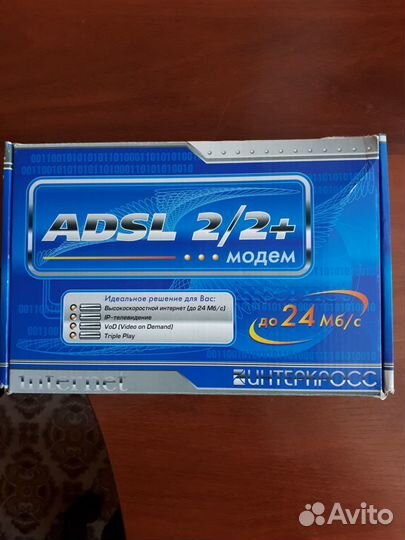 ADSL 2/2+
модем
Идеальное решение для Вас:
Высокоскоростной интернет (до 24 Мб/с)
IP-телевидение
VoD (Video on Demand)
Triple Play
до 24 Мб/с
Internet
ИНТЕРКРОСС
Avito